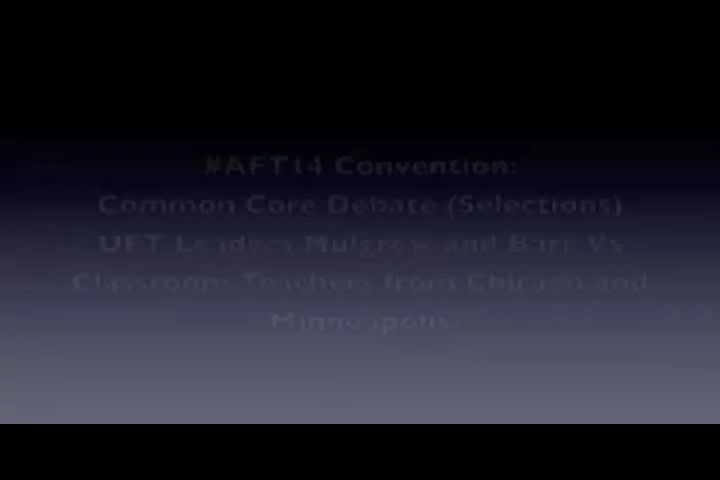 #AFT14 Convention:
Common Core Debate (Selections)
UFT Leaders Mulgrew and Barr Vs
Classroom Teachers from Chicago and
Minneapolis